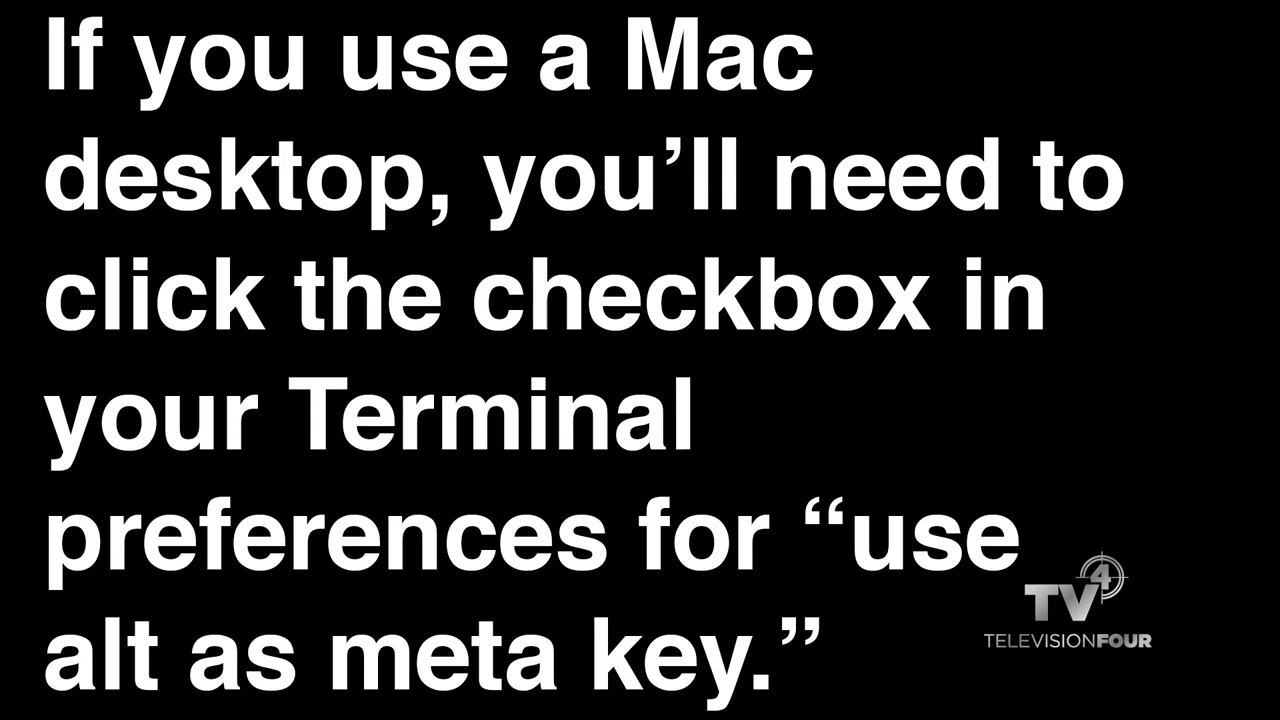 If you use a Mac
desktop, you’ll need to
click the checkbox in
your Terminal
preferences for “use
alt as meta key.”
TV4
TELEVISIONFOUR